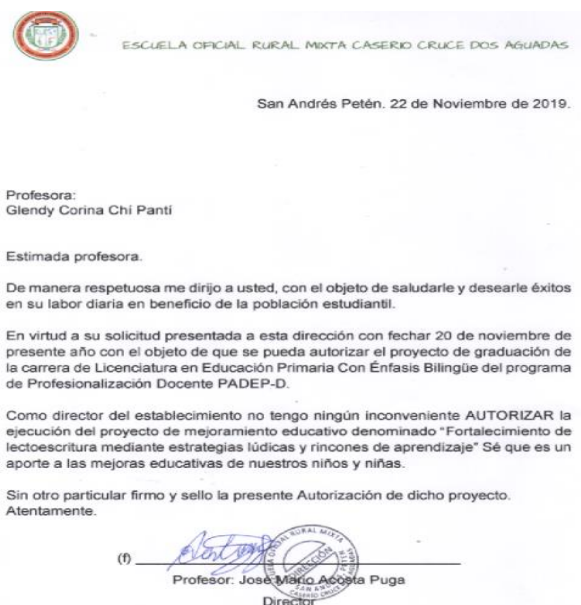 ESCUELA OFICIAL RURAL MIXTA CASERIO CRUCE DOS AGUADAS
San Andrés Petén. 22 de Noviembre de 2019.
Profesora:
Glendy Corina Chí Pantí
Estimada profesora.
De manera respetuosa me dirijo a usted, con el objeto de saludarle y desearle éxitos
en su labor diaria en beneficio de la población estudiantil.
En virtud a su solicitud presentada a esta dirección con fechar 20 de noviembre de
presente año con el objeto de que se pueda autorizar el proyecto de graduación de
la carrera de Licenciatura en Educación Primaria Con Énfasis Bilingüe del programa
de Profesionalización Docente PADEP-D.
Como director del establecimiento no tengo ningún inconveniente AUTORIZAR la
ejecución del proyecto de mejoramiento educativo denominado “Fortalecimiento de
lectoescritura mediante estrategias lúdicas y rincones de aprendizaje” Sé que es un
aporte a las mejoras educativas de nuestros niños y niñas.
Sin otro particular firmo y sello la presente Autorización de dicho proyecto.
Atentamente.
(f)
RURAL MIXTA
DIRECCIÓN
Profesor: José Mario Acosta Puga
Director